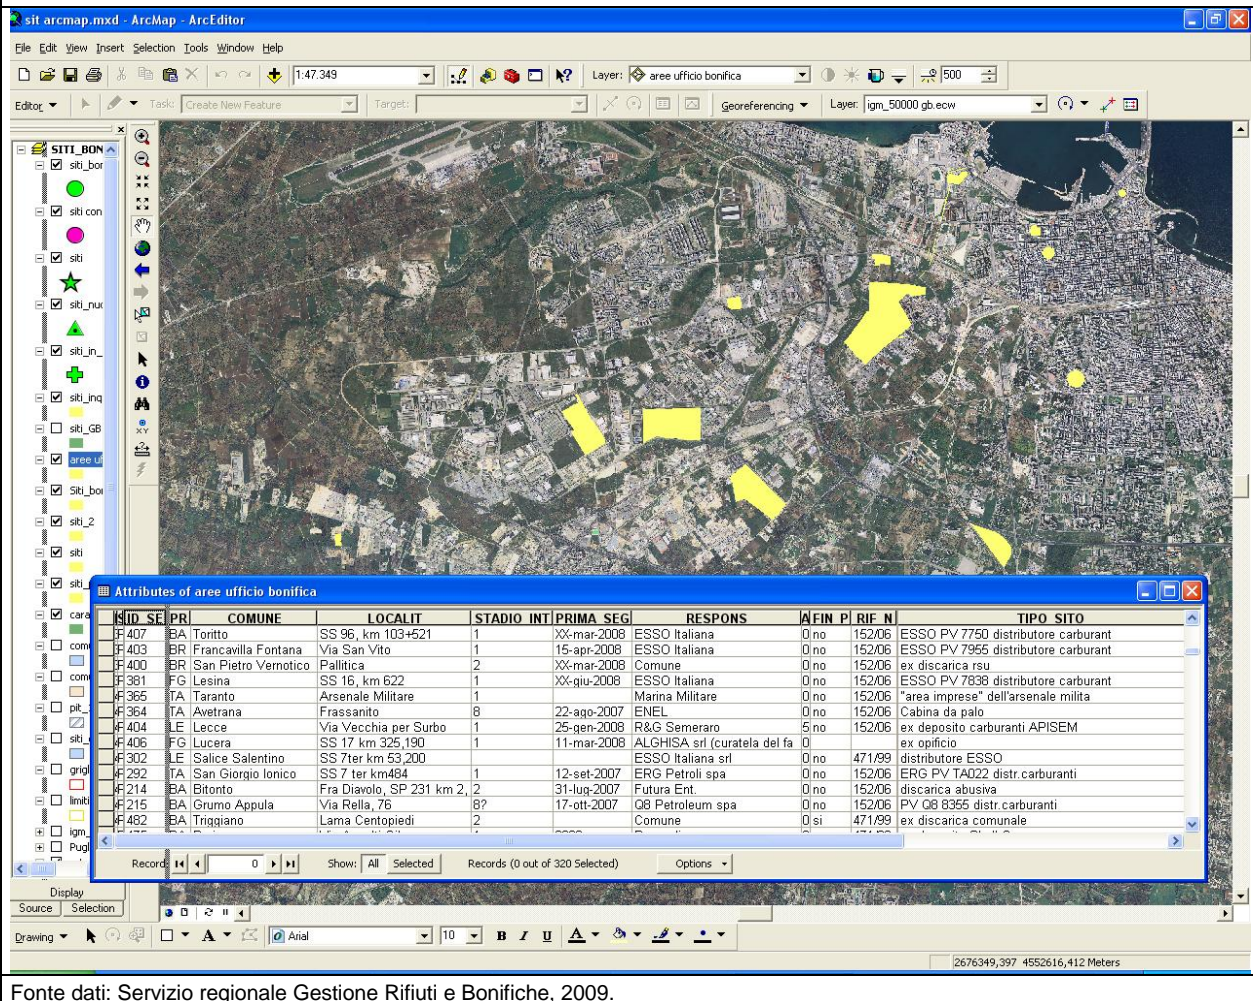 sit arcmap.mxd - ArcMap - ArcEditor
File Edit View Insert Selection Tools Window Help
1:47.349 Layer: aree ufficio bonifica 500
Editor Task: Create New Feature Target: Georeferencing Layer: igm_50000 gb.ecw
SITI_BON
siti_bor
siti con
siti
siti_nuo
siti_in_
siti_inq
siti_GB
aree uf
Siti_bor
siti_2
siti
siti_
cara
com
com
pit_
siti_
grigl
limiti
igm_
Pugl
Display
Source Selection
Attributes of aree ufficio bonifica
ID_SE PR COMUNE LOCALIT STADIO_INT PRIMA_SEG RESPONS A FIN_P RIF_N TIPO_SITO
407 BA Toritto SS 96, km 103+521 1 XX-mar-2008 ESSO Italiana 0 no 152/06 ESSO PV 7750 distributore carburant
403 BR Francavilla Fontana Via San Vito 1 15-apr-2008 ESSO Italiana 0 no 152/06 ESSO PV 7955 distributore carburant
400 BR San Pietro Vernotico Pallitica 2 XX-mar-2008 Comune 0 no 152/06 ex discarica rsu
381 FG Lesina SS 16, km 622 1 XX-giu-2008 ESSO Italiana 0 no 152/06 ESSO PV 7838 distributore carburant
365 TA Taranto Arsenale Militare 1 Marina Militare 0 no 152/06 "area imprese" dell'arsenale milita
364 TA Avetrana Frassanito 8 22-ago-2007 ENEL 0 no 152/06 Cabina da palo
404 LE Lecce Via Vecchia per Surbo 1 25-gen-2008 R&G Semeraro 5 no 152/06 ex deposito carburanti APISEM
406 FG Lucera SS 17 km 325,190 1 11-mar-2008 ALGHISA srl (curatela del fa 0 ex opificio
302 LE Salice Salentino SS 7ter km 53,200 ESSO Italiana srl 0 471/99 distributore ESSO
292 TA San Giorgio Ionico SS 7 ter km484 1 12-set-2007 ERG Petroli spa 0 no 152/06 ERG PV TA022 distr.carburanti
214 BA Bitonto Fra Diavolo, SP 231 km 2, 2 31-lug-2007 Futura Ent. 0 no 152/06 discarica abusiva
215 BA Grumo Appula Via Rella, 76 8? 17-ott-2007 Q8 Petroleum spa 0 no 152/06 PV Q8 8355 distr.carburanti
482 BA Triggiano Lama Centopiedi 2 Comune 0 si 471/99 ex discarica comunale
Record 0 Show: All Selected Records (0 out of 320 Selected) Options
Drawing A Arial 10 B I U A
2676349,397 4552616,412 Meters
Fonte dati: Servizio regionale Gestione Rifiuti e Bonifiche, 2009.